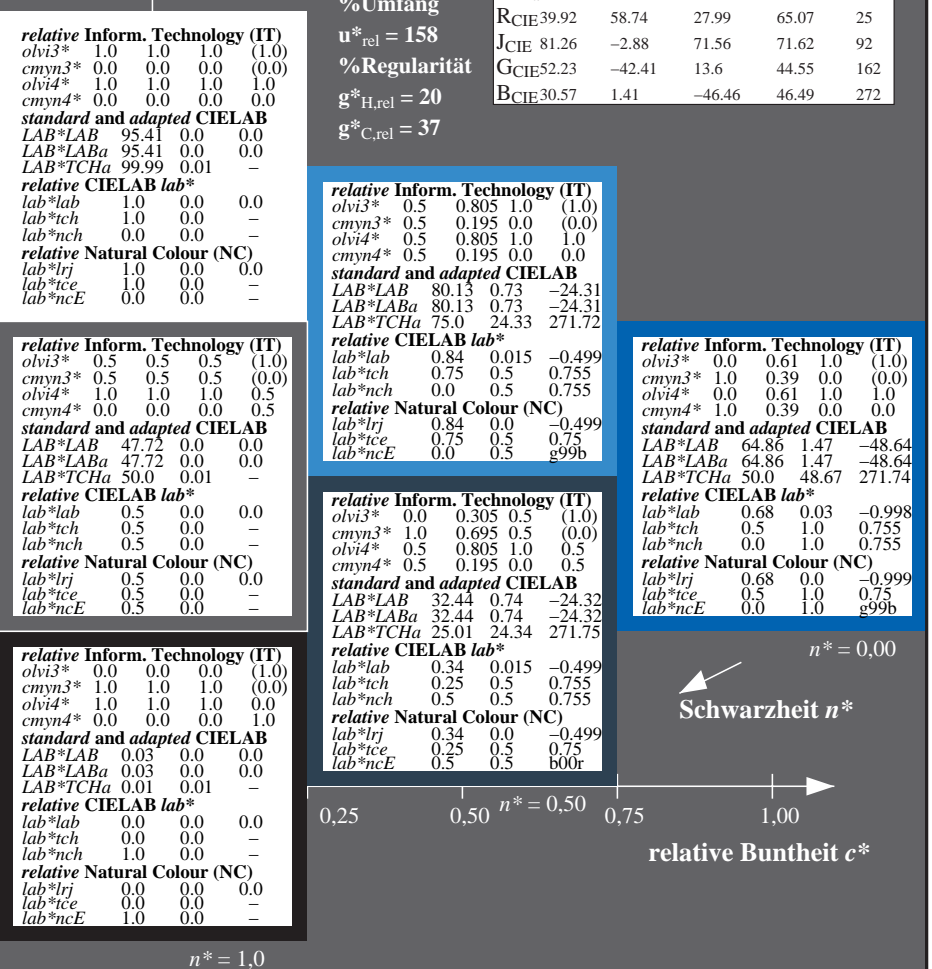 %Umfang
u*rel = 158
%Regularität
g*H,rel = 20
g*C,rel = 37
RCIE 39.92 58.74 27.99 65.07 25
JCIE 81.26 −2.88 71.56 71.62 92
GCIE 52.23 −42.41 13.6 44.55 162
BCIE 30.57 1.41 −46.46 46.49 272
relative Inform. Technology (IT)
olvi3* 1.0 1.0 1.0 (1.0)
cmyn3* 0.0 0.0 0.0 (0.0)
olvi4* 1.0 1.0 1.0 1.0
cmyn4* 0.0 0.0 0.0 0.0
standard and adapted CIELAB
LAB*LAB 95.41 0.0 0.0
LAB*LABa 95.41 0.0 0.0
LAB*TCHa 99.99 0.01 –
relative CIELAB lab*
lab*lab 1.0 0.0 0.0
lab*tch 1.0 0.0 –
lab*nch 0.0 0.0 –
relative Natural Colour (NC)
lab*lrj 1.0 0.0 0.0
lab*tce 1.0 0.0 –
lab*ncE 0.0 0.0 –
relative Inform. Technology (IT)
olvi3* 0.5 0.805 1.0 (1.0)
cmyn3* 0.5 0.195 0.0 (0.0)
olvi4* 0.5 0.805 1.0 1.0
cmyn4* 0.5 0.195 0.0 0.0
standard and adapted CIELAB
LAB*LAB 80.13 0.73 −24.31
LAB*LABa 80.13 0.73 −24.31
LAB*TCHa 75.0 24.33 271.72
relative CIELAB lab*
lab*lab 0.84 0.015 −0.499
lab*tch 0.75 0.5 0.755
lab*nch 0.0 0.5 0.755
relative Natural Colour (NC)
lab*lrj 0.84 0.0 −0.499
lab*tce 0.75 0.5 0.75
lab*ncE 0.0 0.5 g99b
relative Inform. Technology (IT)
olvi3* 0.5 0.5 0.5 (1.0)
cmyn3* 0.5 0.5 0.5 (0.0)
olvi4* 1.0 1.0 1.0 0.5
cmyn4* 0.0 0.0 0.0 0.5
standard and adapted CIELAB
LAB*LAB 47.72 0.0 0.0
LAB*LABa 47.72 0.0 0.0
LAB*TCHa 50.0 0.01 –
relative CIELAB lab*
lab*lab 0.5 0.0 0.0
lab*tch 0.5 0.0 –
lab*nch 0.5 0.0 –
relative Natural Colour (NC)
lab*lrj 0.5 0.0 0.0
lab*tce 0.5 0.0 –
lab*ncE 0.5 0.0 –
relative Inform. Technology (IT)
olvi3* 0.0 0.61 1.0 (1.0)
cmyn3* 1.0 0.39 0.0 (0.0)
olvi4* 0.0 0.61 1.0 1.0
cmyn4* 1.0 0.39 0.0 0.0
standard and adapted CIELAB
LAB*LAB 64.86 1.47 −48.64
LAB*LABa 64.86 1.47 −48.64
LAB*TCHa 50.0 48.67 271.74
relative CIELAB lab*
lab*lab 0.68 0.03 −0.998
lab*tch 0.5 1.0 0.755
lab*nch 0.0 1.0 0.755
relative Natural Colour (NC)
lab*lrj 0.68 0.0 −0.999
lab*tce 0.5 1.0 0.75
lab*ncE 0.0 1.0 g99b
relative Inform. Technology (IT)
olvi3* 0.0 0.305 0.5 (1.0)
cmyn3* 1.0 0.695 0.5 (0.0)
olvi4* 0.5 0.805 1.0 0.5
cmyn4* 0.5 0.195 0.0 0.5
standard and adapted CIELAB
LAB*LAB 32.44 0.74 −24.32
LAB*LABa 32.44 0.74 −24.32
LAB*TCHa 25.01 24.34 271.75
relative CIELAB lab*
lab*lab 0.34 0.015 −0.499
lab*tch 0.25 0.5 0.755
lab*nch 0.5 0.5 0.755
relative Natural Colour (NC)
lab*lrj 0.34 0.0 −0.499
lab*tce 0.25 0.5 0.75
lab*ncE 0.5 0.5 b00r
n* = 0,00
Schwarzheit n*
relative Inform. Technology (IT)
olvi3* 0.0 0.0 0.0 (1.0)
cmyn3* 1.0 1.0 1.0 (0.0)
olvi4* 1.0 1.0 1.0 0.0
cmyn4* 0.0 0.0 0.0 1.0
standard and adapted CIELAB
LAB*LAB 0.03 0.0 0.0
LAB*LABa 0.03 0.0 0.0
LAB*TCHa 0.01 0.01 –
relative CIELAB lab*
lab*lab 0.0 0.0 0.0
lab*tch 0.0 0.0 –
lab*nch 1.0 0.0 –
relative Natural Colour (NC)
lab*lrj 0.0 0.0 0.0
lab*tce 0.0 0.0 –
lab*ncE 1.0 0.0 –
0,25 0,50 n* = 0,50 0,75 1,00
relative Buntheit c*
n* = 1,0